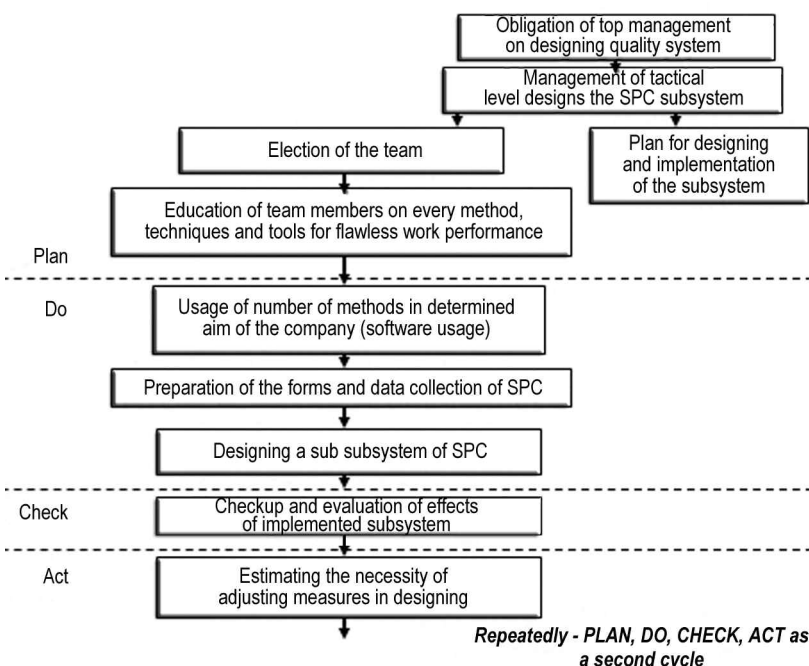 Obligation of top management
on designing quality system
Management of tactical
level designs the SPC subsystem
Election of the team
Plan for designing
and implementation
of the subsystem
Education of team members on every method,
techniques and tools for flawless work performance
Plan
Do
Usage of number of methods in determined
aim of the company (software usage)
Preparation of the forms and data collection of SPC
Designing a sub subsystem of SPC
Check
Checkup and evaluation of effects
of implemented subsystem
Act
Estimating the necessity of
adjusting measures in designing
Repeatedly - PLAN, DO, CHECK, ACT as
a second cycle